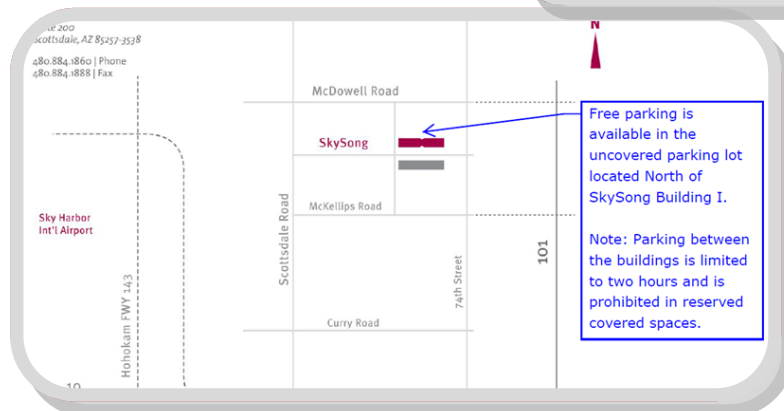 Scottsdale, AZ 85257-3538
480.884.1860 | Phone
480.884.1888 | Fax
N
McDowell Road
SkySong
McKellips Road
Sky Harbor
Int'l Airport
Scottsdale Road
74th Street
101
Hohokam FWY 143
Curry Road
Free parking is
available in the
uncovered parking lot
located North of
SkySong Building I.
Note: Parking between
the buildings is limited
to two hours and is
prohibited in reserved
covered spaces.